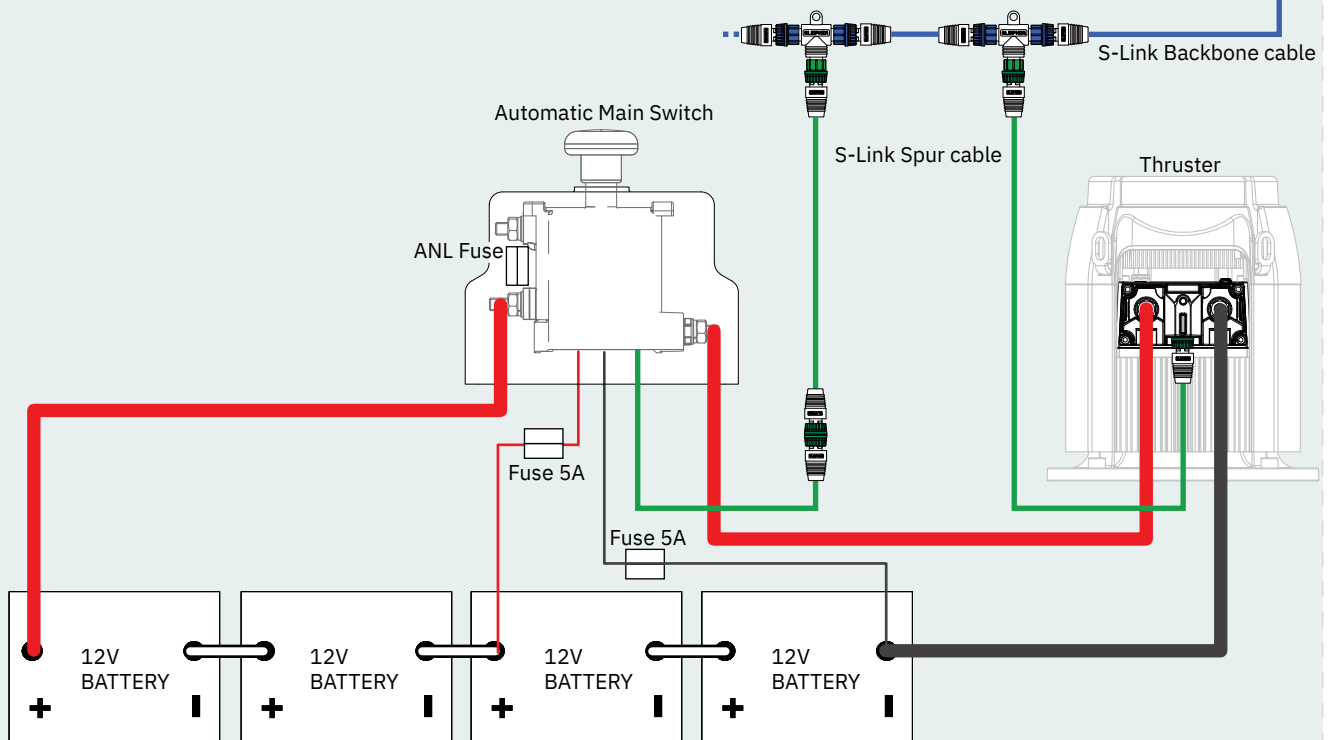 S-Link Backbone cable
Automatic Main Switch
S-Link Spur cable
Thruster
ANL Fuse
Fuse 5A
Fuse 5A
12V
BATTERY
+ -
12V
BATTERY
+ -
12V
BATTERY
+ -
12V
BATTERY
+ -